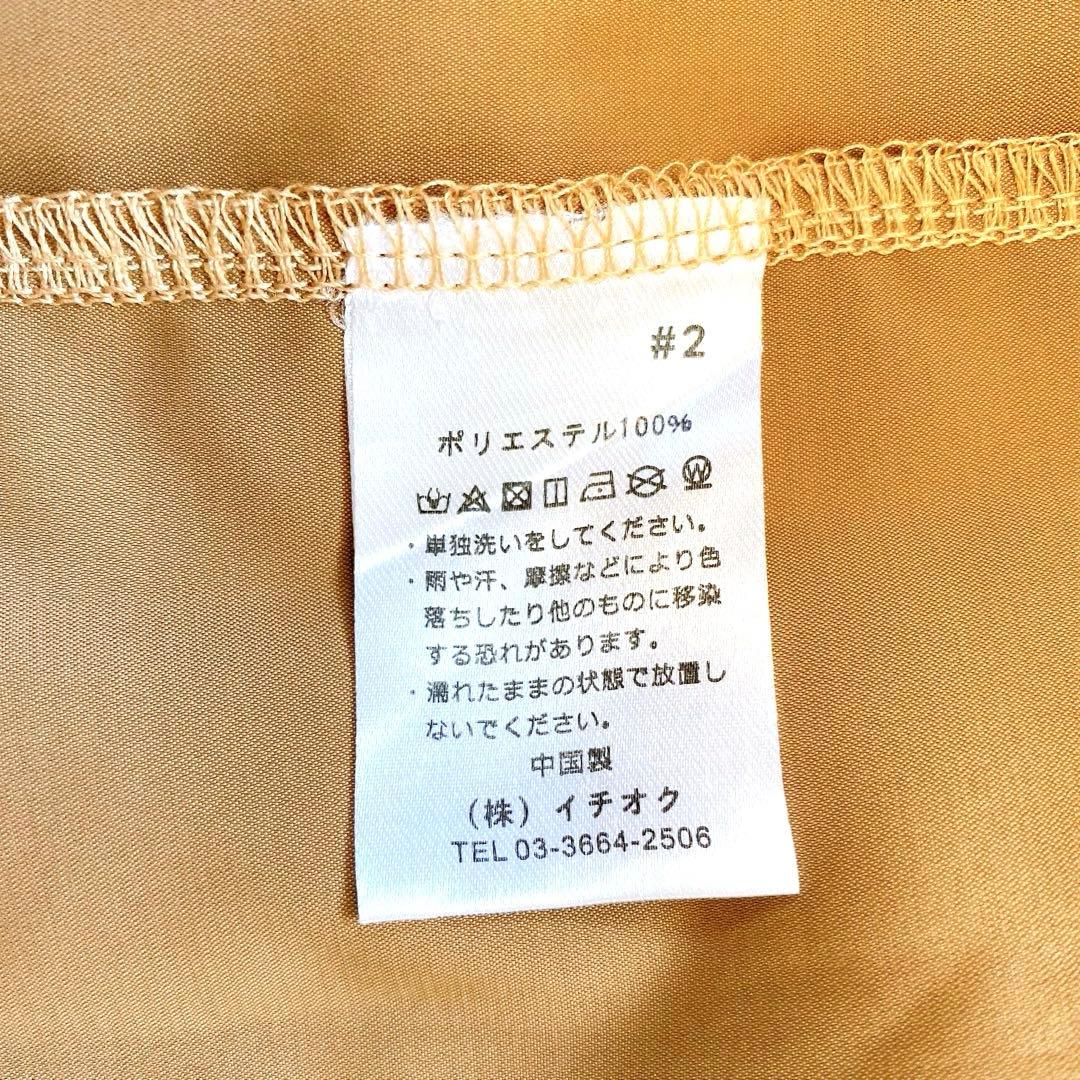 #2
ポリエステル100%
W
・単独洗いをしてください。
・雨や汗、摩擦などにより色
落ちしたり他のものに移染
する恐れがあります。
・濡れたままの状態で放置し
ないでください。
中国製
(株)イチオク
TEL 03-3664-2506